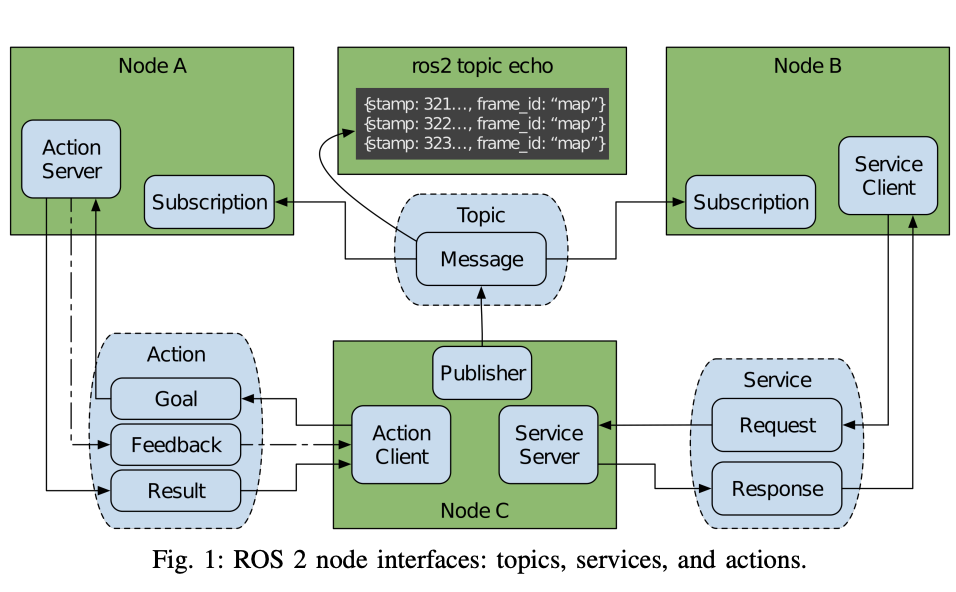 Node A
ros2 topic echo
Node B
{stamp: 321..., frame_id: “map”}
{stamp: 322..., frame_id: “map”}
{stamp: 323..., frame_id: “map”}
Action
Server
Subscription
Service
Client
Subscription
Topic
Message
Publisher
Action
Goal
Feedback
Result
Action
Client
Service
Server
Node C
Service
Request
Response
Fig. 1: ROS 2 node interfaces: topics, services, and actions.